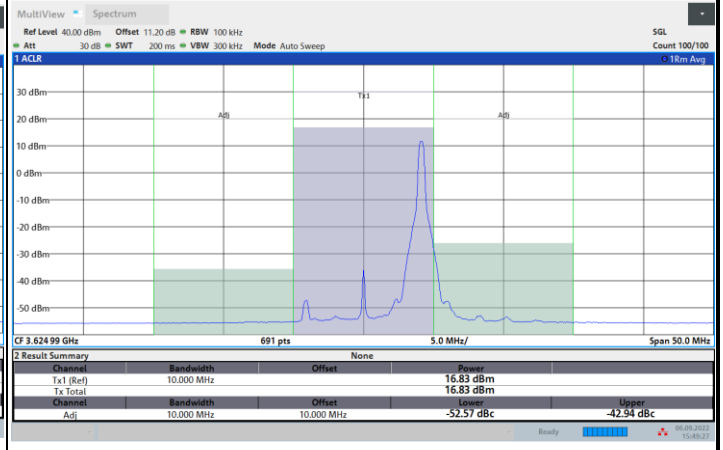 MultiView Spectrum
Ref Level 40.00 dBm Offset 11.20 dB RBW 100 kHz SGL
Att 30 dB SWT 200 ms VBW 300 kHz Mode Auto Sweep Count 100/100
1 ACLR 1Rm Avg
Tx1
Adj Adj
30 dBm
20 dBm
10 dBm
0 dBm
-10 dBm
-20 dBm
-30 dBm
-40 dBm
-50 dBm
CF 3.624 99 GHz 691 pts 5.0 MHz/ Span 50.0 MHz
2 Result Summary None
Channel Bandwidth Offset Power
Tx1 (Ref) 10.000 MHz 16.83 dBm
Tx Total 16.83 dBm
Channel Bandwidth Offset Lower Upper
Adj 10.000 MHz 10.000 MHz -52.57 dBc -42.94 dBc
Ready 06.09.2022
15:49:27